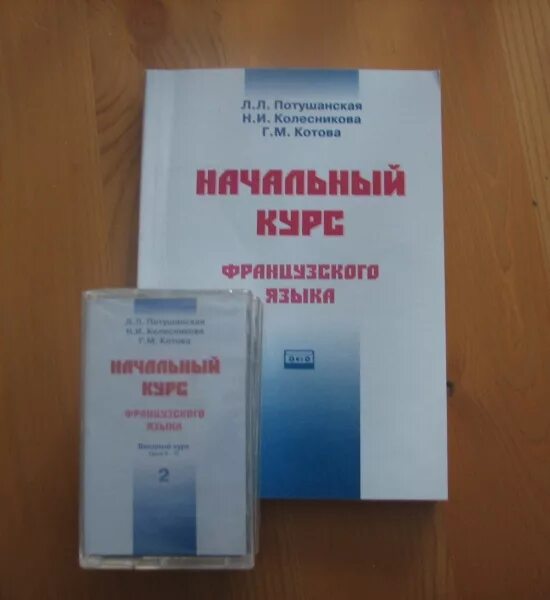 Л.Л. Потушанская
Н.И. Колесникова
Г.М. Котова
НАЧАЛЬНЫЙ
КУРС
ФРАНЦУЗСКОГО
ЯЗЫКА
Л.Л. Потушанская
Н.И. Колесникова
Г.М. Котова
НАЧАЛЬНЫЙ
КУРС
ФРАНЦУЗСКОГО
ЯЗЫКА
Вводный курс
2